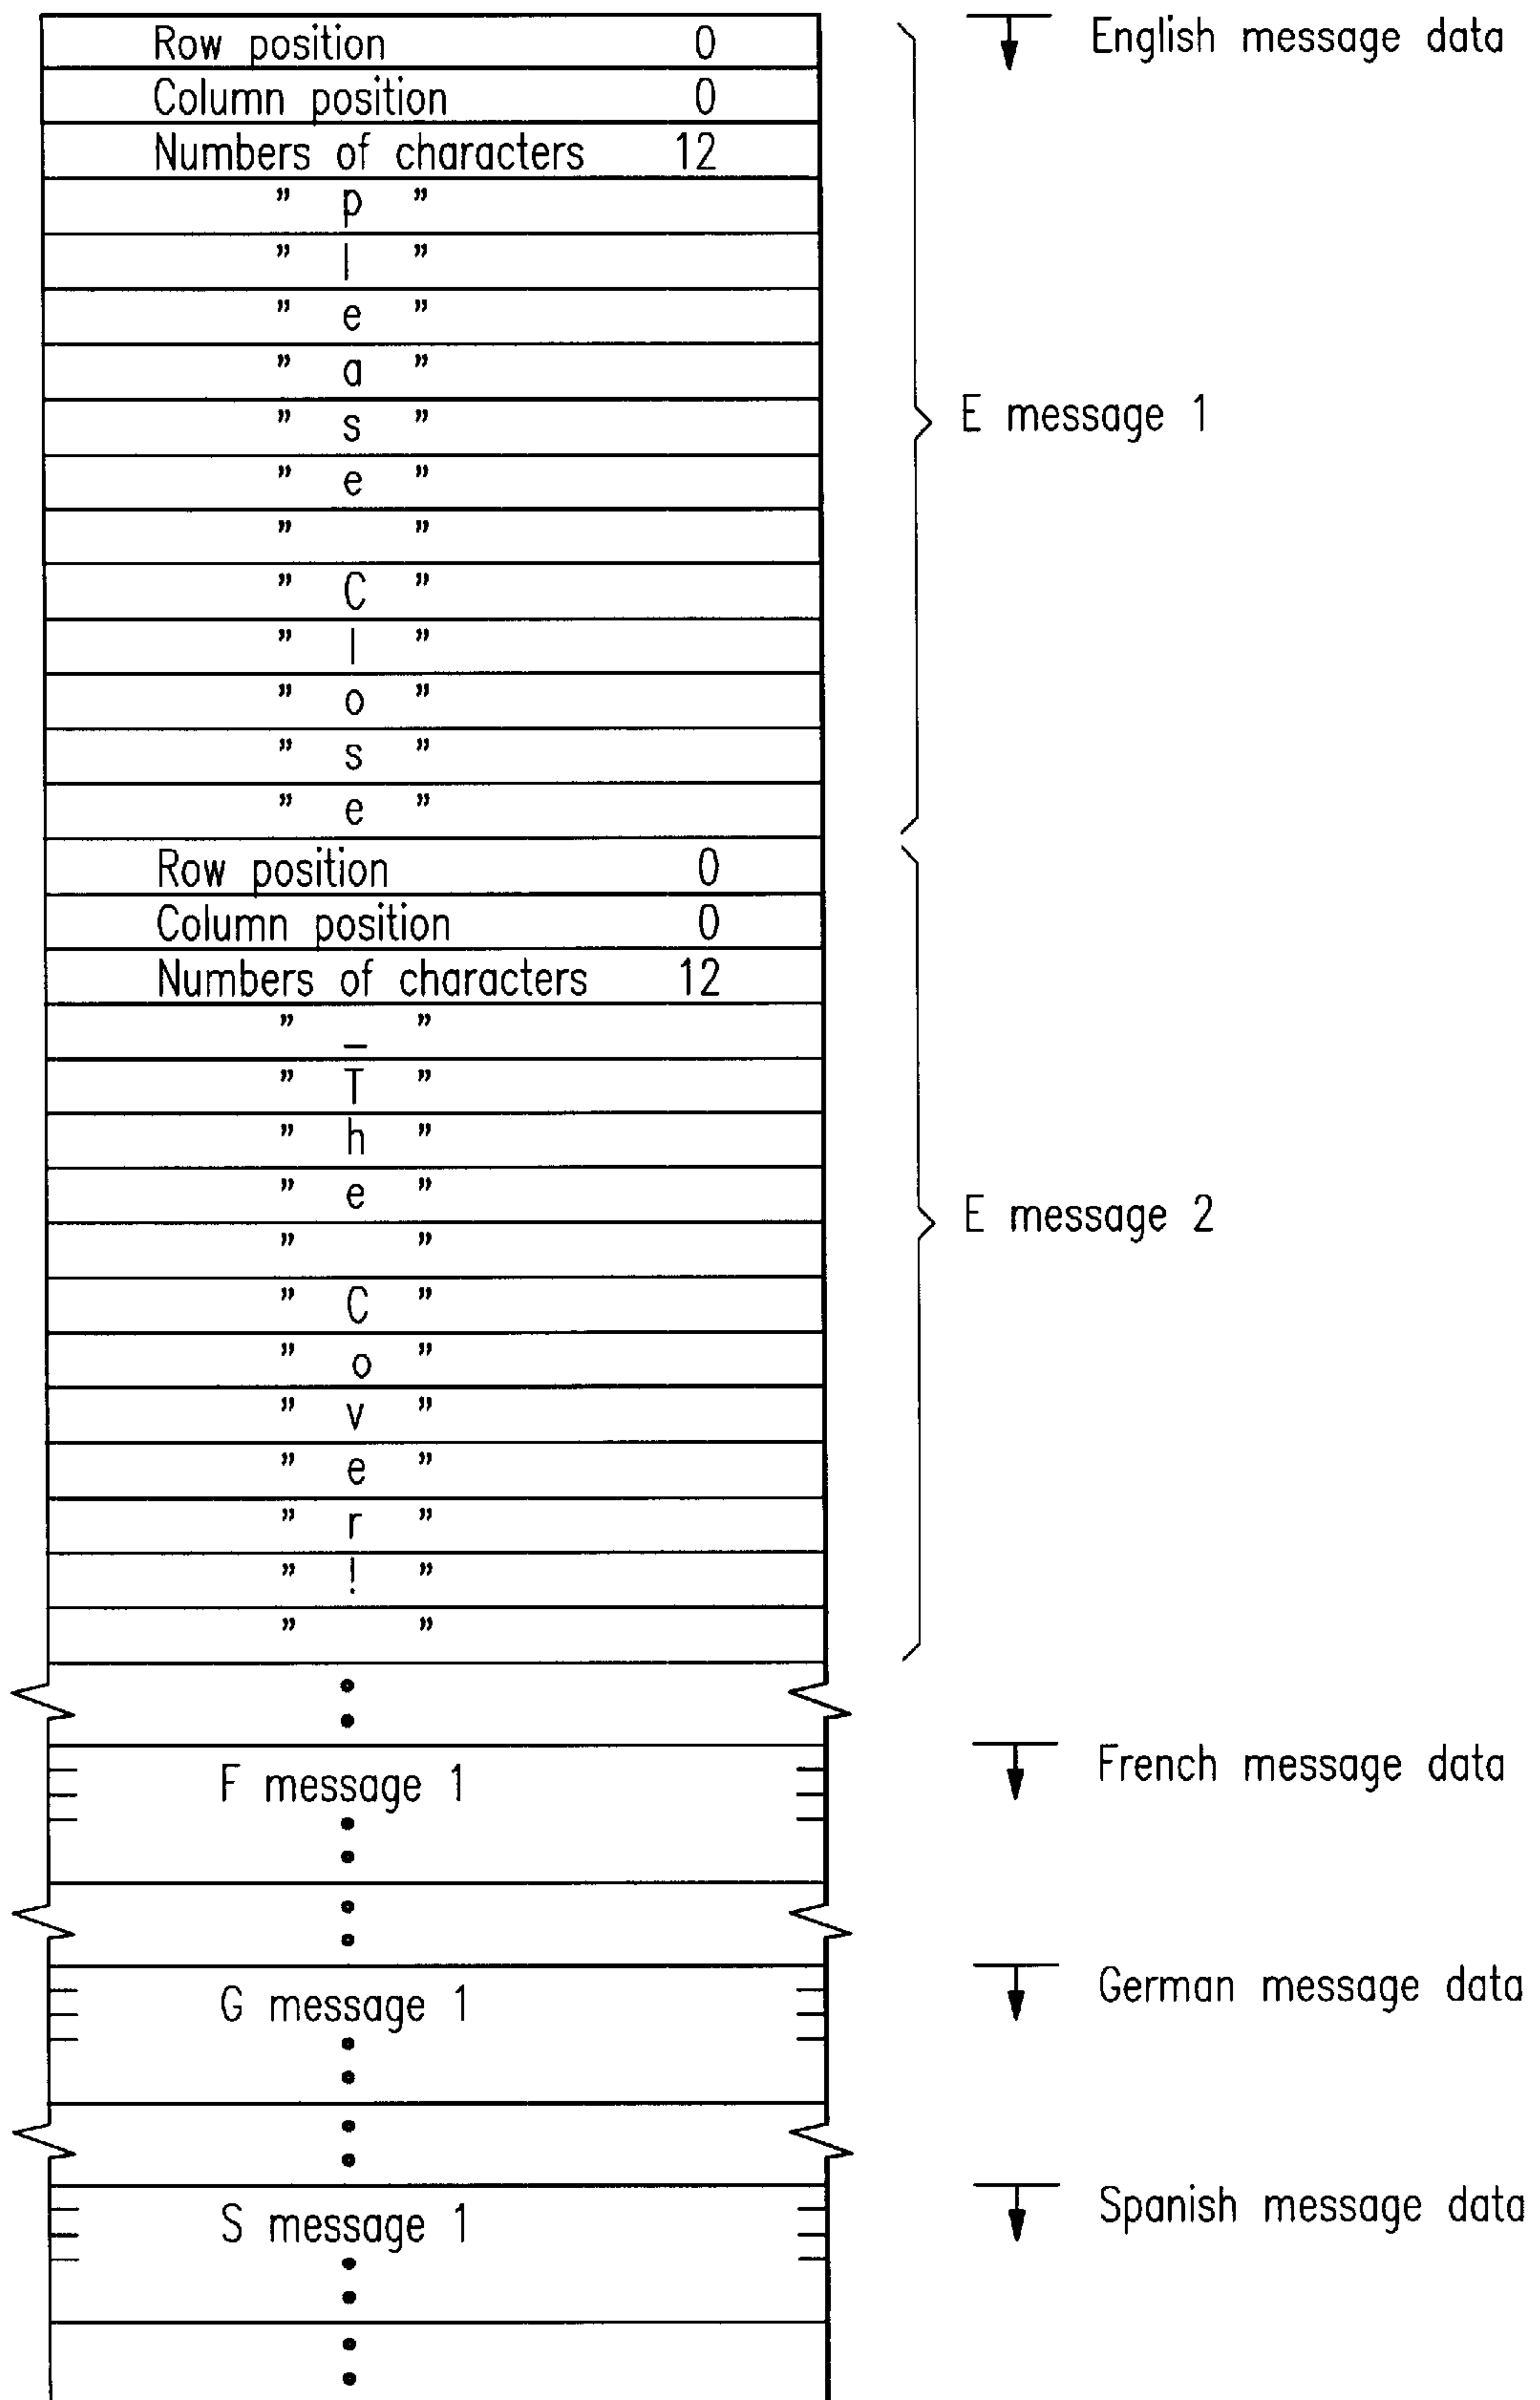 Row position 0 English message data
Column position 0
Numbers of characters 12
” p ”
” l ”
” e ”
” a ”
” s ” E message 1
” e ”
” ”
” C ”
” l ”
” o ”
” s ”
” e ”
Row position 0
Column position 0
Numbers of characters 12
” _ ”
” T ”
” h ”
” e ” E message 2
” ”
” C ”
” o ”
” v ”
” e ”
” r ”
” ! ”
” ”
F message 1 French message data
G message 1 German message data
S message 1 Spanish message data